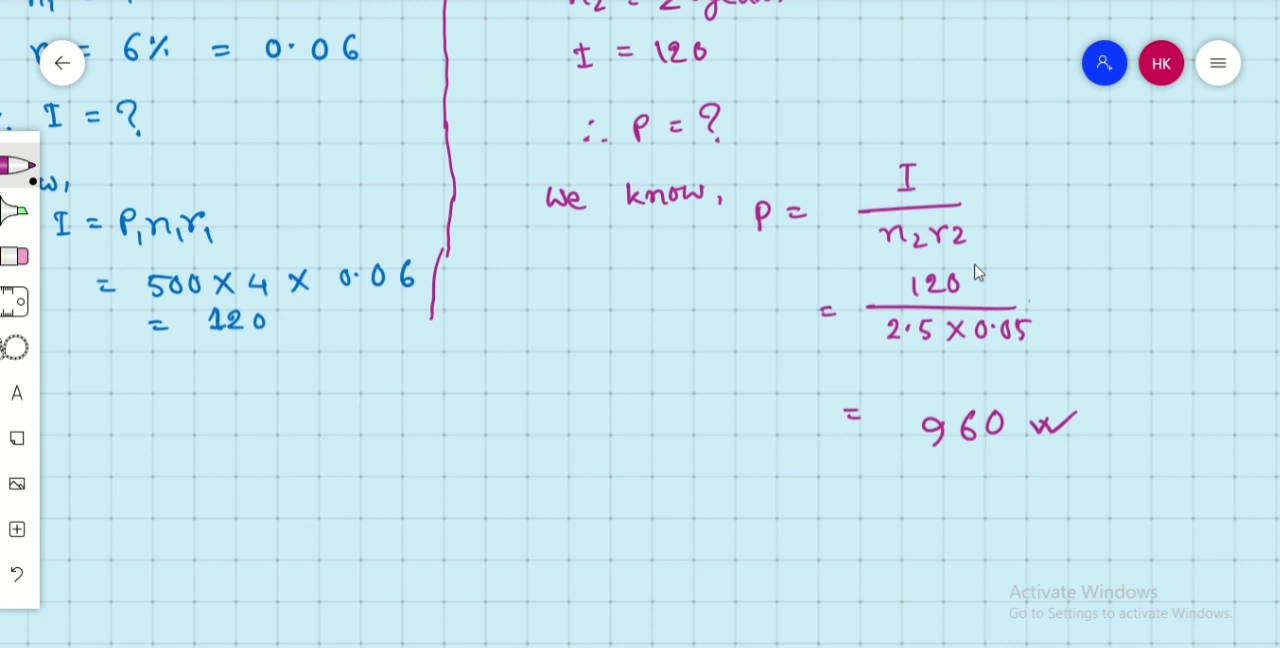 = 6% = 0.06
I = ?
w,
I = P₁n₁r₁
= 500 × 4 × 0.06
= 120
I = 120
∴ P = ?
We know, P = I / n₂r₂
= 120 / 2.5 × 0.05
= 960
HK
A
Activate Windows
Go to Settings to activate Windows.